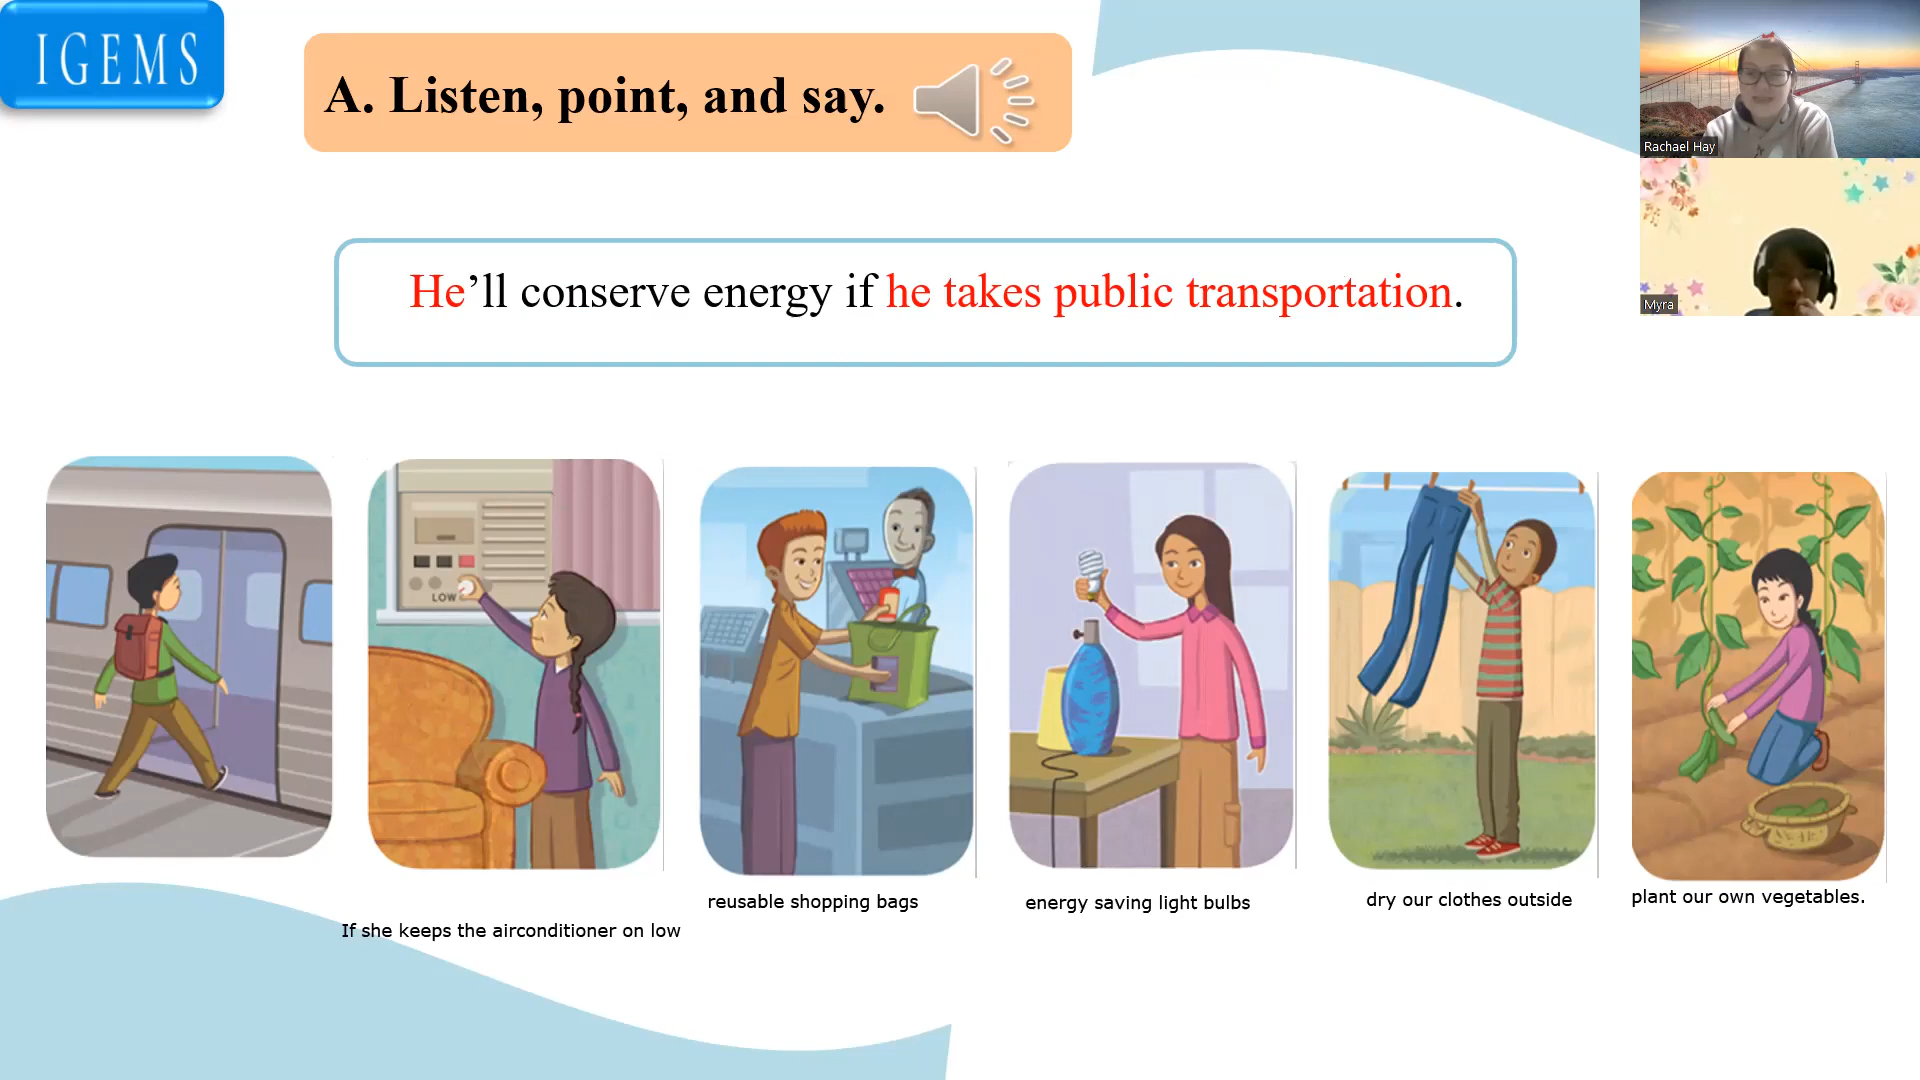 IGEMS
A. Listen, point, and say.
Rachael Hay
Myra
He’ll conserve energy if he takes public transportation.
LOW
If she keeps the airconditioner on low
reusable shopping bags
energy saving light bulbs
dry our clothes outside
plant our own vegetables.